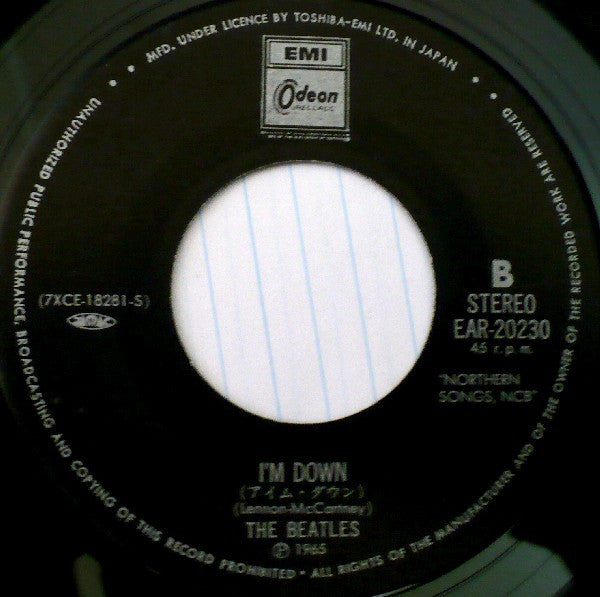 MFD. UNDER LICENCE BY TOSHIBA-EMI LTD. IN JAPAN
EMI
Odeon
B
STEREO
EAR-20230
45 r.p.m.
(7XCE-18281-S)
"NORTHERN
SONGS, NCB"
I'M DOWN
(アイム・ダウン)
(Lennon-McCartney)
THE BEATLES
Ⓟ 1965
UNAUTHORIZED PUBLIC PERFORMANCE, BROADCASTING AND COPYING OF THIS RECORD PROHIBITED • ALL RIGHTS OF THE MANUFACTURER AND OF THE OWNER OF THE RECORDED WORK ARE RESERVED